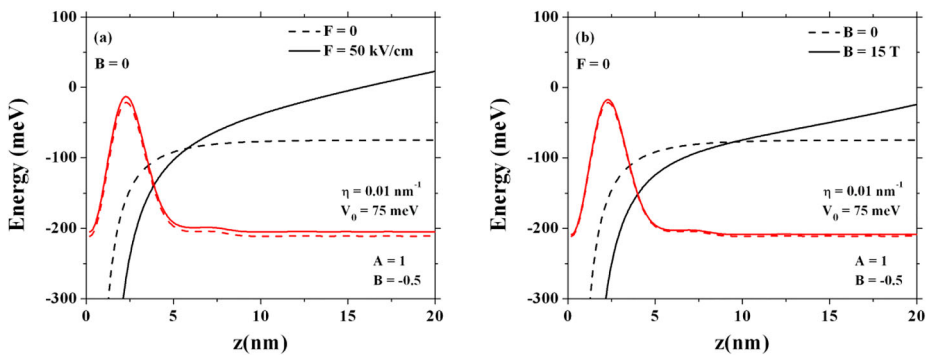 (a)
F = 0
F = 50 kV/cm
B = 0
η = 0.01 nm⁻¹
V₀ = 75 meV
A = 1
B = -0.5
100
0
-100
-200
-300
Energy (meV)
0 5 10 15 20
z(nm)
(b)
B = 0
B = 15 T
F = 0
η = 0.01 nm⁻¹
V₀ = 75 meV
A = 1
B = -0.5
100
0
-100
-200
-300
Energy (meV)
0 5 10 15 20
z(nm)